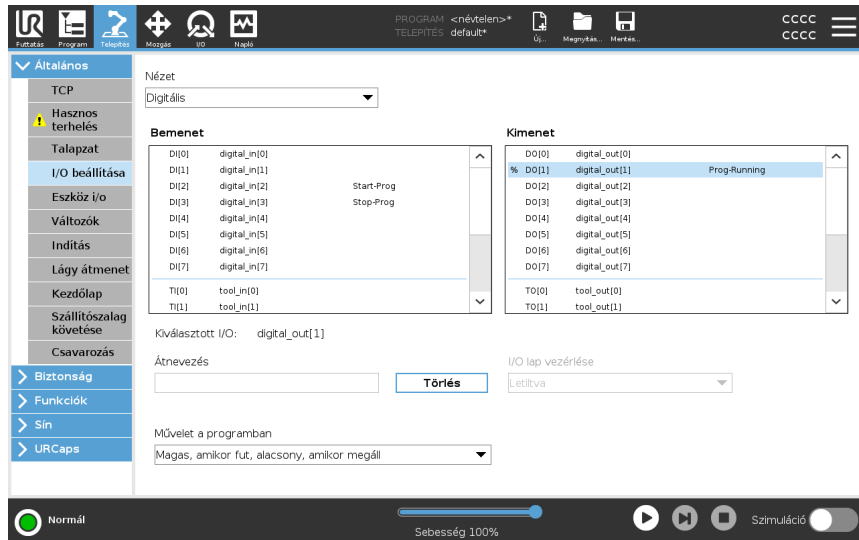 PROGRAM <névtelen>*
TELEPÍTÉS default*
cccc
cccc
Futtatás Program Telepítés Mozgás I/O Napló Új... Megnyitás... Mentés...
Általános
TCP
Hasznos
terhelés
Talapzat
I/O beállítása
Eszköz i/o
Változók
Indítás
Lágy átmenet
Kezdőlap
Szállítószalag
követése
Csavarozás
Biztonság
Funkciók
Sín
URCaps
Nézet
Digitális
Bemenet
DI[0] digital_in[0]
DI[1] digital_in[1]
DI[2] digital_in[2] Start-Prog
DI[3] digital_in[3] Stop-Prog
DI[4] digital_in[4]
DI[5] digital_in[5]
DI[6] digital_in[6]
DI[7] digital_in[7]
TI[0] tool_in[0]
TI[1] tool_in[1]
Kimenet
DO[0] digital_out[0]
% DO[1] digital_out[1] Prog-Running
DO[2] digital_out[2]
DO[3] digital_out[3]
DO[4] digital_out[4]
DO[5] digital_out[5]
DO[6] digital_out[6]
DO[7] digital_out[7]
TO[0] tool_out[0]
TO[1] tool_out[1]
Kiválasztott I/O: digital_out[1]
Átnevezés
Törlés
I/O lap vezérlése
Letiltva
Művelet a programban
Magas, amikor fut, alacsony, amikor megáll
Normál
Sebesség 100%
Szimuláció